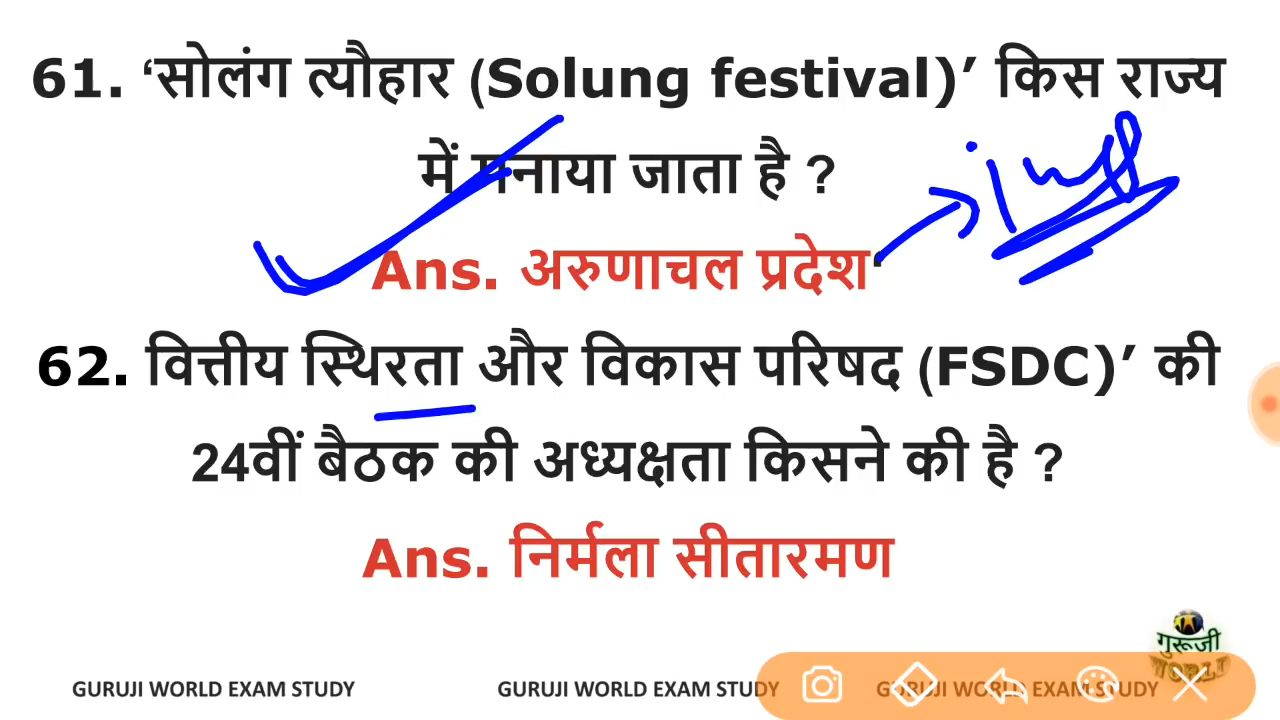 61. ‘सोलंग त्यौहार (Solung festival)’ किस राज्य
में मनाया जाता है ?
Ans. अरुणाचल प्रदेश
62. वित्तीय स्थिरता और विकास परिषद (FSDC)’ की
24वीं बैठक की अध्यक्षता किसने की है ?
Ans. निर्मला सीतारमण
गुरूजी
WORLD
GURUJI WORLD EXAM STUDY GURUJI WORLD EXAM STUDY GURUJI WORLD EXAM STUDY